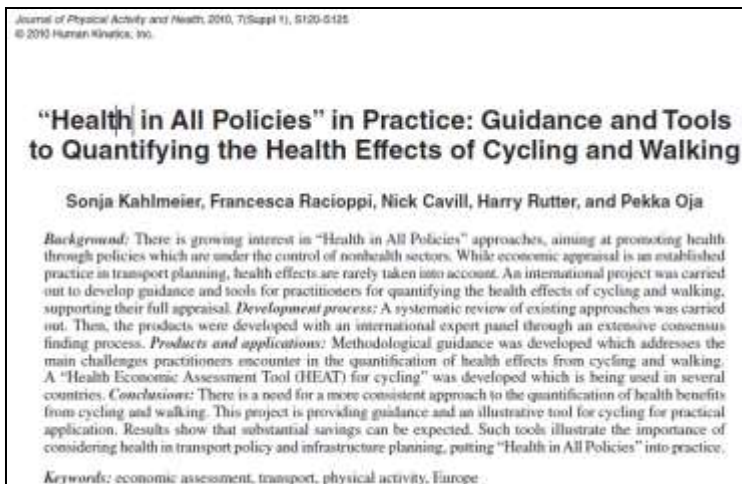 Journal of Physical Activity and Health, 2010, 7(Suppl 1), S120-S125
© 2010 Human Kinetics, Inc.
“Health in All Policies” in Practice: Guidance and Tools
to Quantifying the Health Effects of Cycling and Walking
Sonja Kahlmeier, Francesca Racioppi, Nick Cavill, Harry Rutter, and Pekka Oja
Background: There is growing interest in “Health in All Policies” approaches, aiming at promoting health
through policies which are under the control of nonhealth sectors. While economic appraisal is an established
practice in transport planning, health effects are rarely taken into account. An international project was carried
out to develop guidance and tools for practitioners for quantifying the health effects of cycling and walking,
supporting their full appraisal. Development process: A systematic review of existing approaches was carried
out. Then, the products were developed with an international expert panel through an extensive consensus
finding process. Products and applications: Methodological guidance was developed which addresses the
main challenges practitioners encounter in the quantification of health effects from cycling and walking.
A “Health Economic Assessment Tool (HEAT) for cycling” was developed which is being used in several
countries. Conclusions: There is a need for a more consistent approach to the quantification of health benefits
from cycling and walking. This project is providing guidance and an illustrative tool for cycling for practical
application. Results show that substantial savings can be expected. Such tools illustrate the importance of
considering health in transport policy and infrastructure planning, putting “Health in All Policies” into practice.
Keywords: economic assessment, transport, physical activity, Europe